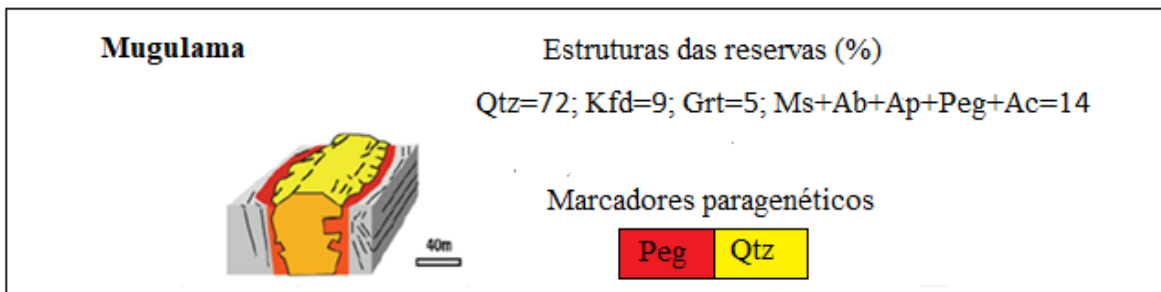 Mugulama
Estruturas das reservas (%)
Qtz=72; Kfd=9; Grt=5; Ms+Ab+Ap+Peg+Ac=14
Marcadores paragenéticos
40m
Peg Qtz